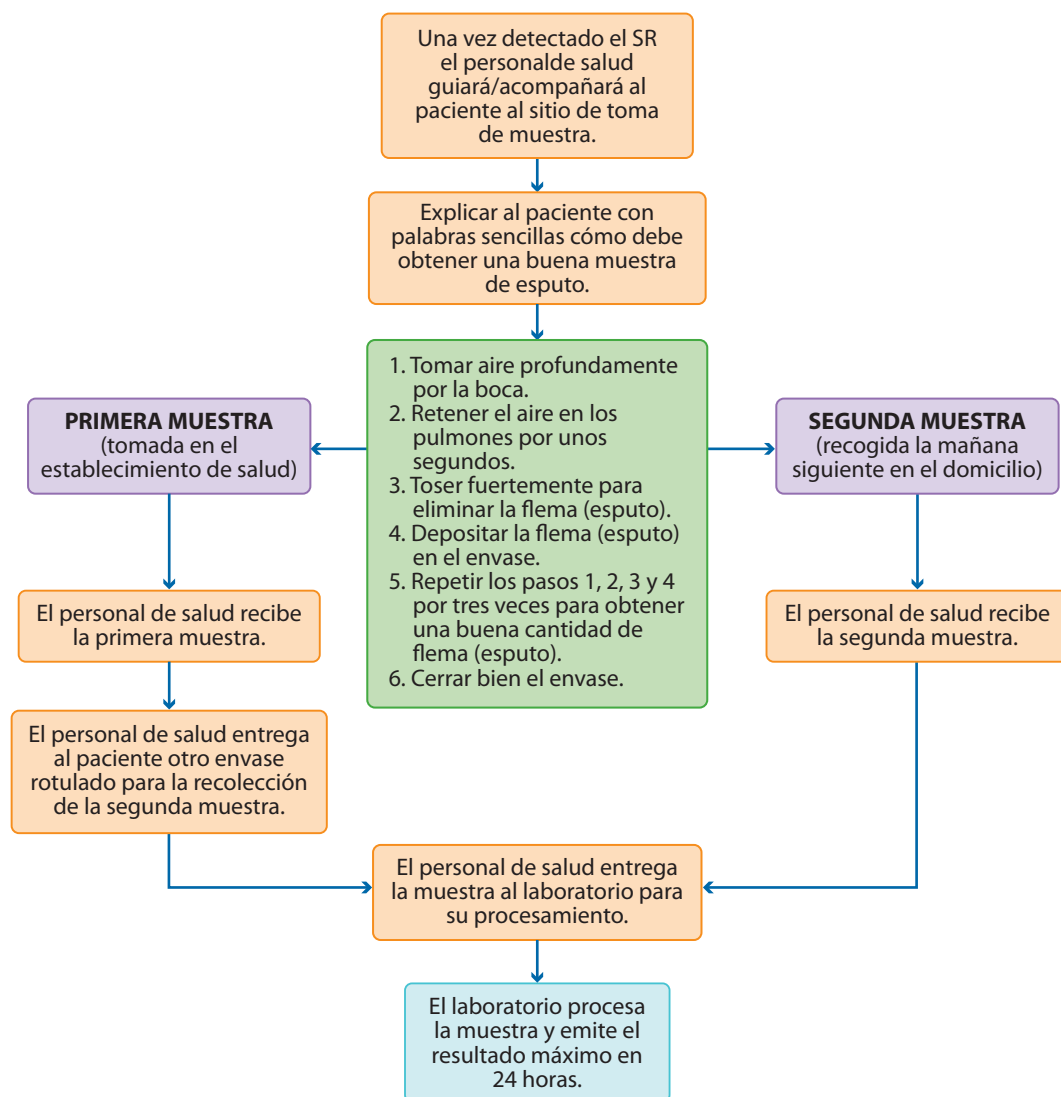 Una vez detectado el SR
el personalde salud
guiará/acompañará al
paciente al sitio de toma
de muestra.
Explicar al paciente con
palabras sencillas cómo debe
obtener una buena muestra
de esputo.
1. Tomar aire profundamente
por la boca.
2. Retener el aire en los
pulmones por unos
segundos.
3. Toser fuertemente para
eliminar la flema (esputo).
4. Depositar la flema (esputo)
en el envase.
5. Repetir los pasos 1, 2, 3 y 4
por tres veces para obtener
una buena cantidad de
flema (esputo).
6. Cerrar bien el envase.
PRIMERA MUESTRA
(tomada en el
establecimiento de salud)
El personal de salud recibe
la primera muestra.
El personal de salud entrega
al paciente otro envase
rotulado para la recolección
de la segunda muestra.
SEGUNDA MUESTRA
(recogida la mañana
siguiente en el domicilio)
El personal de salud recibe
la segunda muestra.
El personal de salud entrega
la muestra al laboratorio para
su procesamiento.
El laboratorio procesa
la muestra y emite el
resultado máximo en
24 horas.